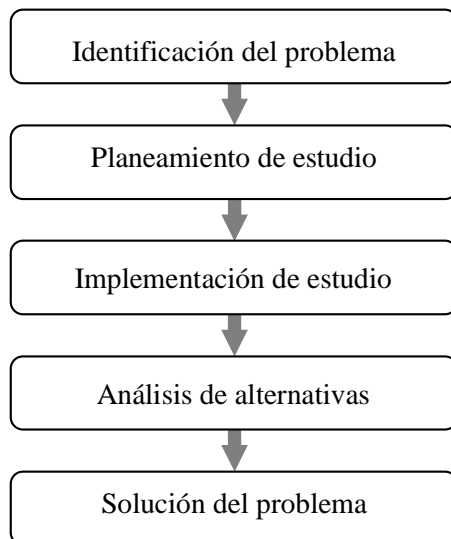 Identificación del problema
Planeamiento de estudio
Implementación de estudio
Análisis de alternativas
Solución del problema